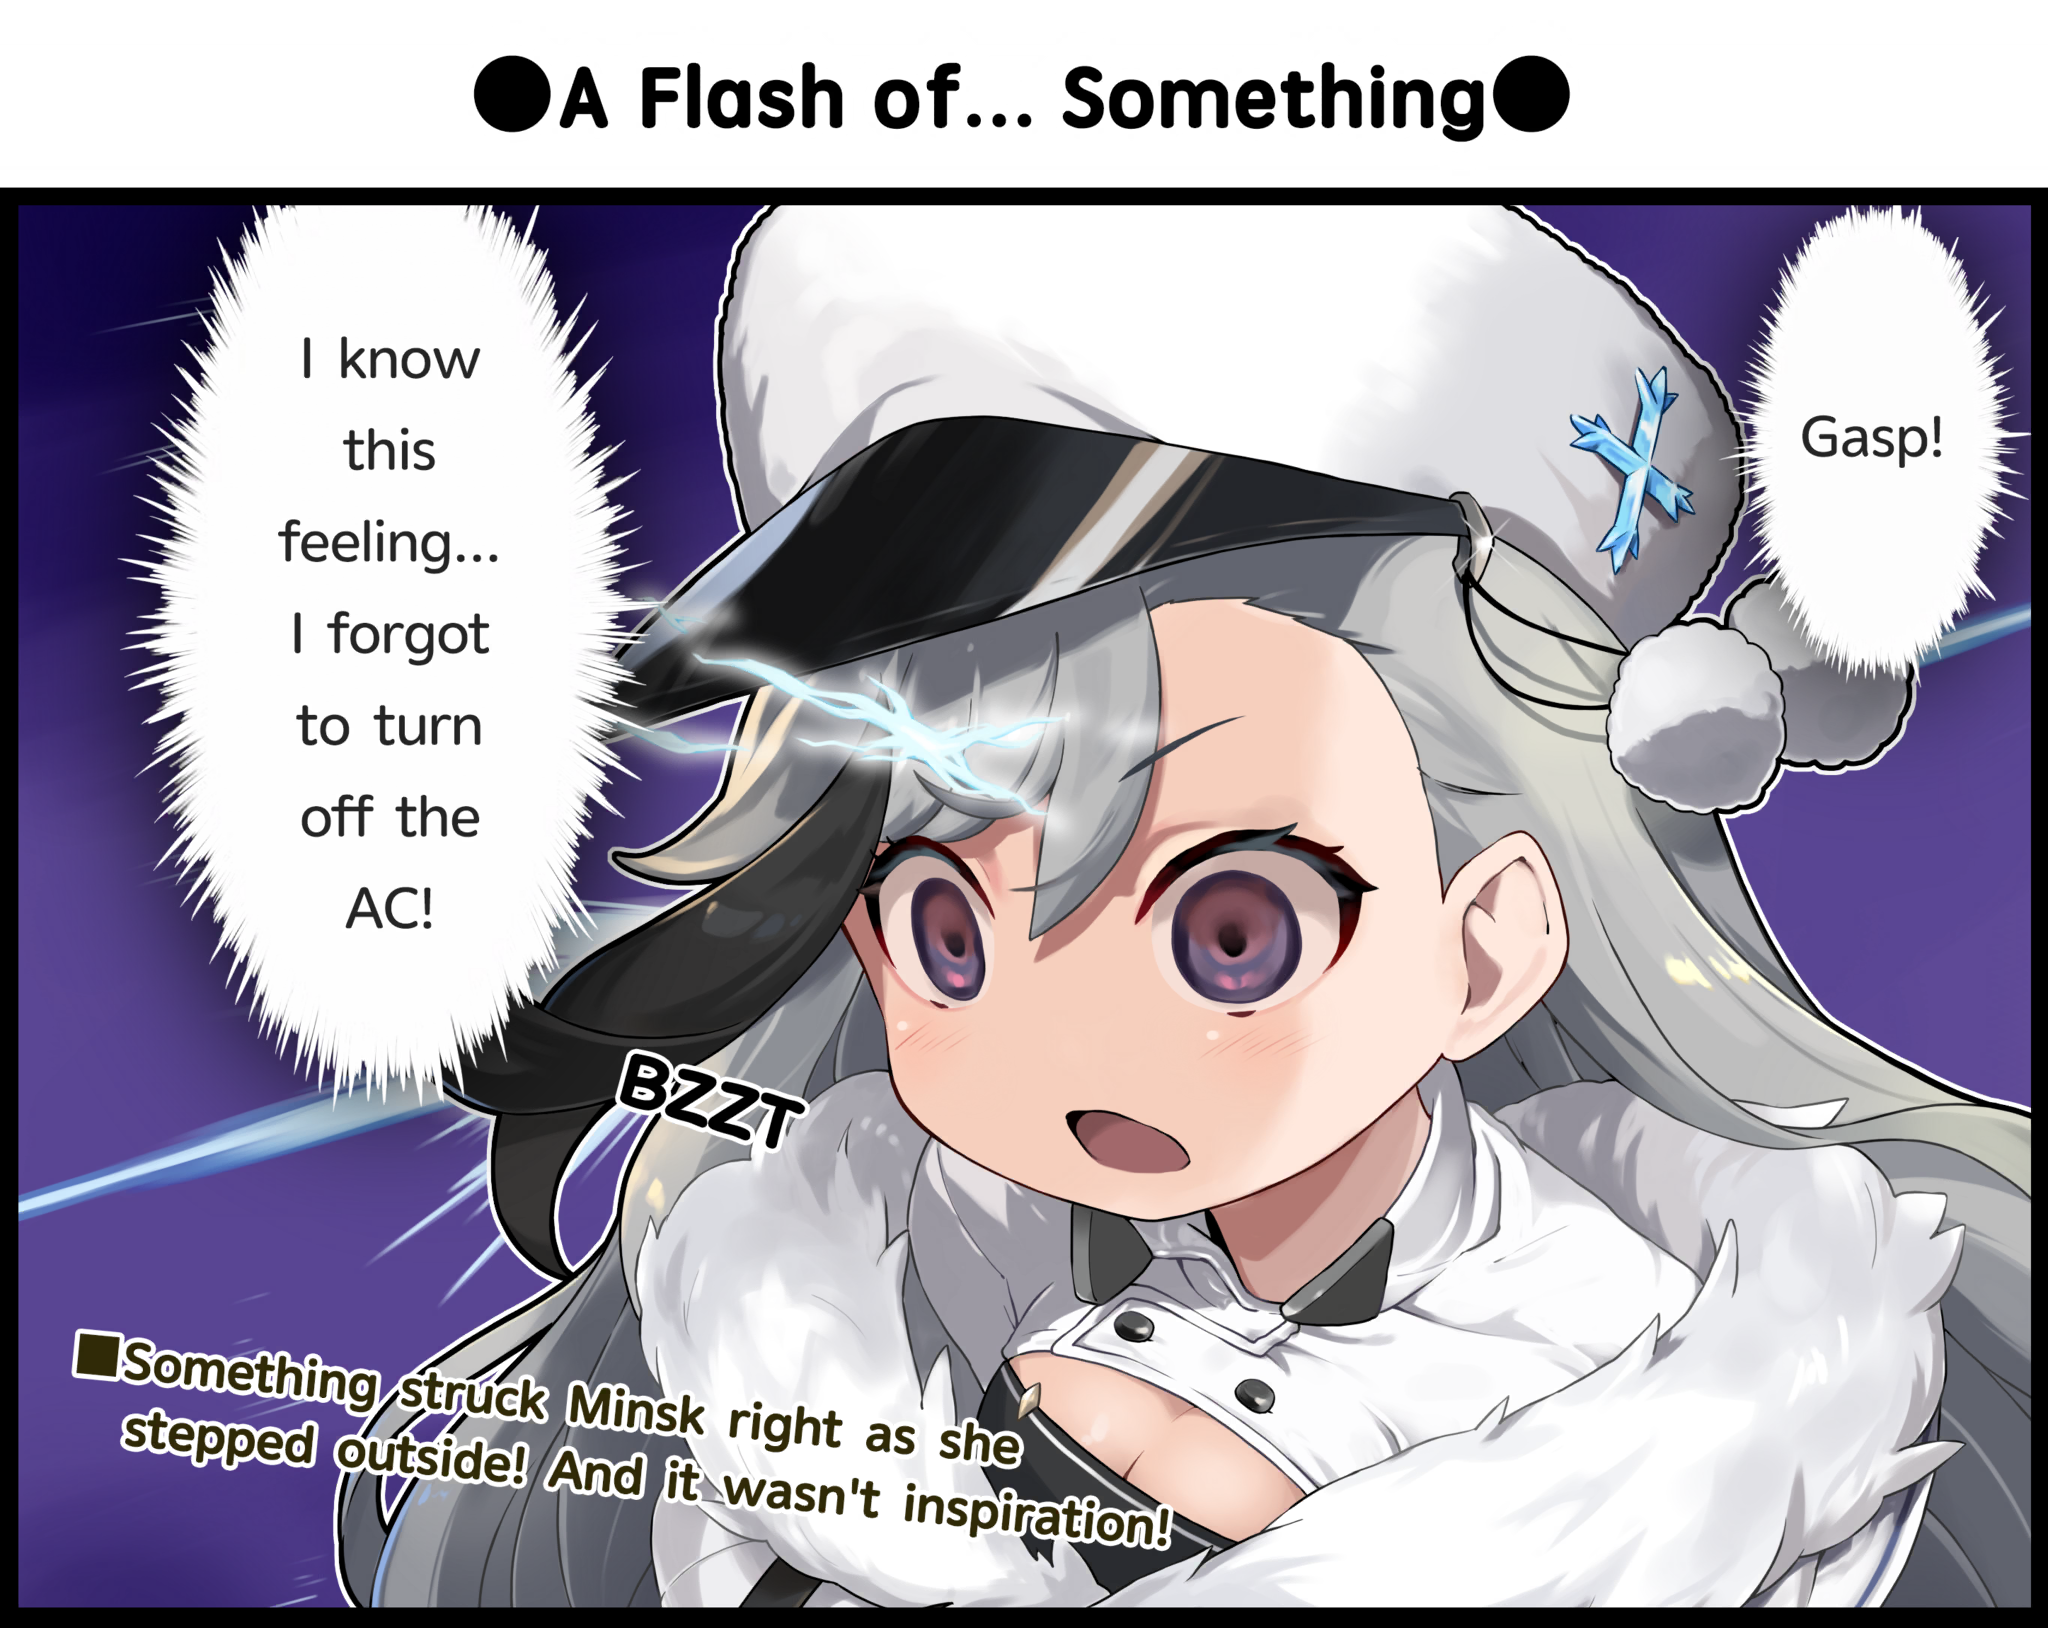 ●A Flash of... Something●
Gasp!
I know
this
feeling...
I forgot
to turn
off the
AC!
BZZT
■Something struck Minsk right as she
stepped outside! And it wasn't inspiration!